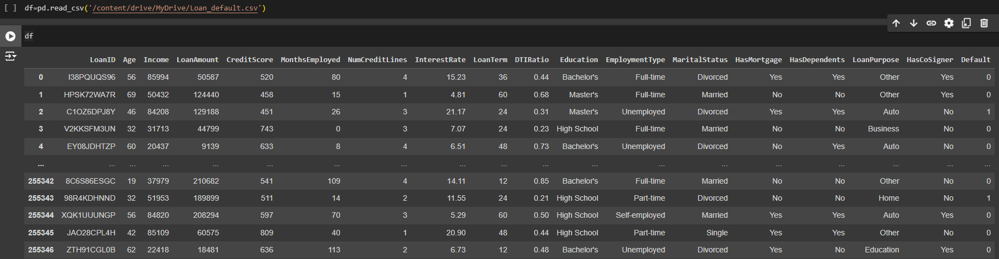 [ ] df=pd.read_csv('/content/drive/MyDrive/Loan_default.csv')
df
LoanID Age Income LoanAmount CreditScore MonthsEmployed NumCreditLines InterestRate LoanTerm DTIRatio Education EmploymentType MaritalStatus HasMortgage HasDependents LoanPurpose HasCoSigner Default
0 I38PQUQS96 56 85994 50587 520 80 4 15.23 36 0.44 Bachelor's Full-time Divorced Yes Yes Other Yes 0
1 HPSK72WA7R 69 50432 124440 458 15 1 4.81 60 0.68 Master's Full-time Married No No Other Yes 0
2 C1OZ6DPJ8Y 46 84208 129188 451 26 3 21.17 24 0.31 Master's Unemployed Divorced Yes Yes Auto No 1
3 V2KKSFM3UN 32 31713 44799 743 0 3 7.07 24 0.23 High School Full-time Married No No Business No 0
4 EY08JDHTZP 60 20437 9139 633 8 4 6.51 48 0.73 Bachelor's Unemployed Divorced No Yes Auto No 0
... ... ... ... ... ... ... ... ... ... ... ... ... ... ... ... ... ... ...
255342 8C6S86ESGC 19 37979 210682 541 109 4 14.11 12 0.85 Bachelor's Full-time Married No No Other No 0
255343 98R4KDHNND 32 51953 189899 511 14 2 11.55 24 0.21 High School Part-time Divorced No No Home No 1
255344 XQK1UUUNGP 56 84820 208294 597 70 3 5.29 60 0.50 High School Self-employed Married Yes Yes Auto Yes 0
255345 JAO28CPL4H 42 85109 60575 809 40 1 20.90 48 0.44 High School Part-time Single Yes Yes Other No 0
255346 ZTH91CGL0B 62 22418 18481 636 113 2 6.73 12 0.48 Bachelor's Unemployed Divorced Yes No Education Yes 0